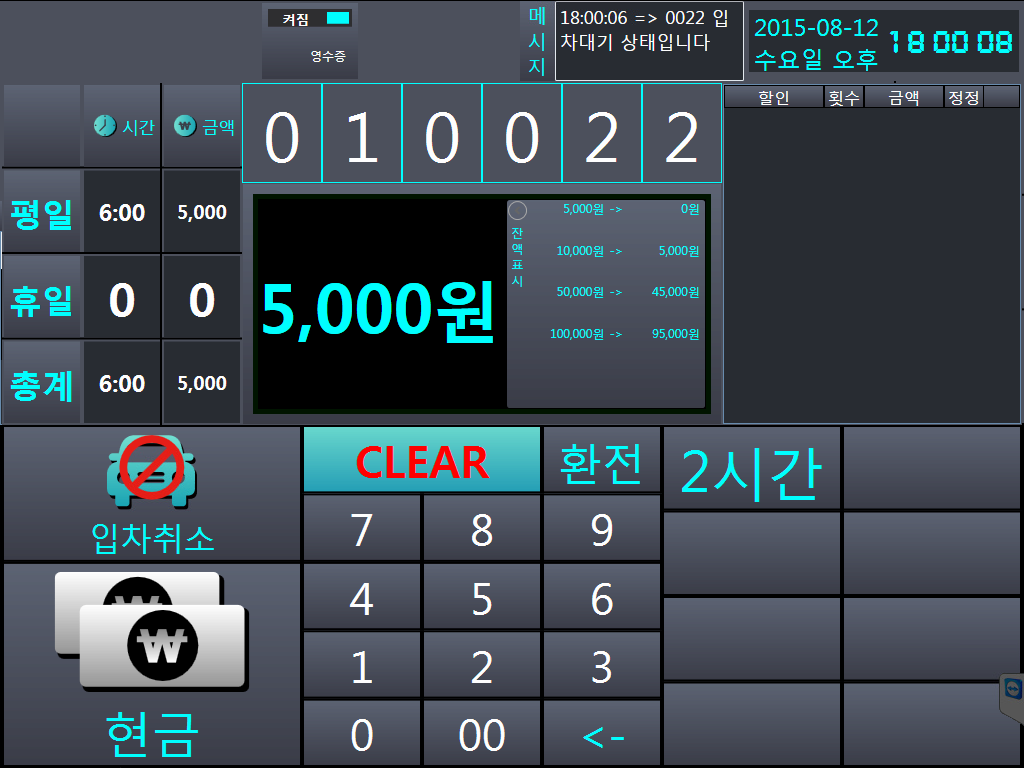 켜짐
영수증
메
시
지
18:00:06 => 0022 입
차대기 상태입니다
2015-08-12
수요일 오후
18 00 08
시간
₩ 금액
010022
할인 횟수 금액 정정
평일 6:00 5,000
휴일 0 0
총계 6:00 5,000
5,000원
잔
액
표
시
5,000원 -> 0원
10,000원 -> 5,000원
50,000원 -> 45,000원
100,000원 -> 95,000원
입차취소
₩
₩
현금
CLEAR 환전
7 8 9
4 5 6
1 2 3
0 00 <-
2시간